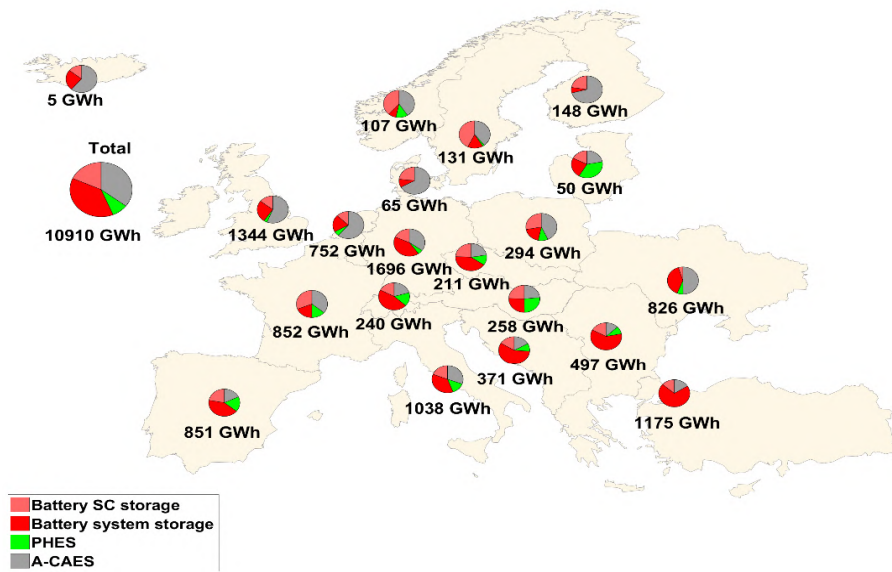 5 GWh
107 GWh
148 GWh
131 GWh
Total
50 GWh
65 GWh
10910 GWh
1344 GWh
752 GWh
294 GWh
1696 GWh
211 GWh
826 GWh
852 GWh
240 GWh
258 GWh
497 GWh
371 GWh
1038 GWh
1175 GWh
851 GWh
Battery SC storage
Battery system storage
PHES
A-CAES